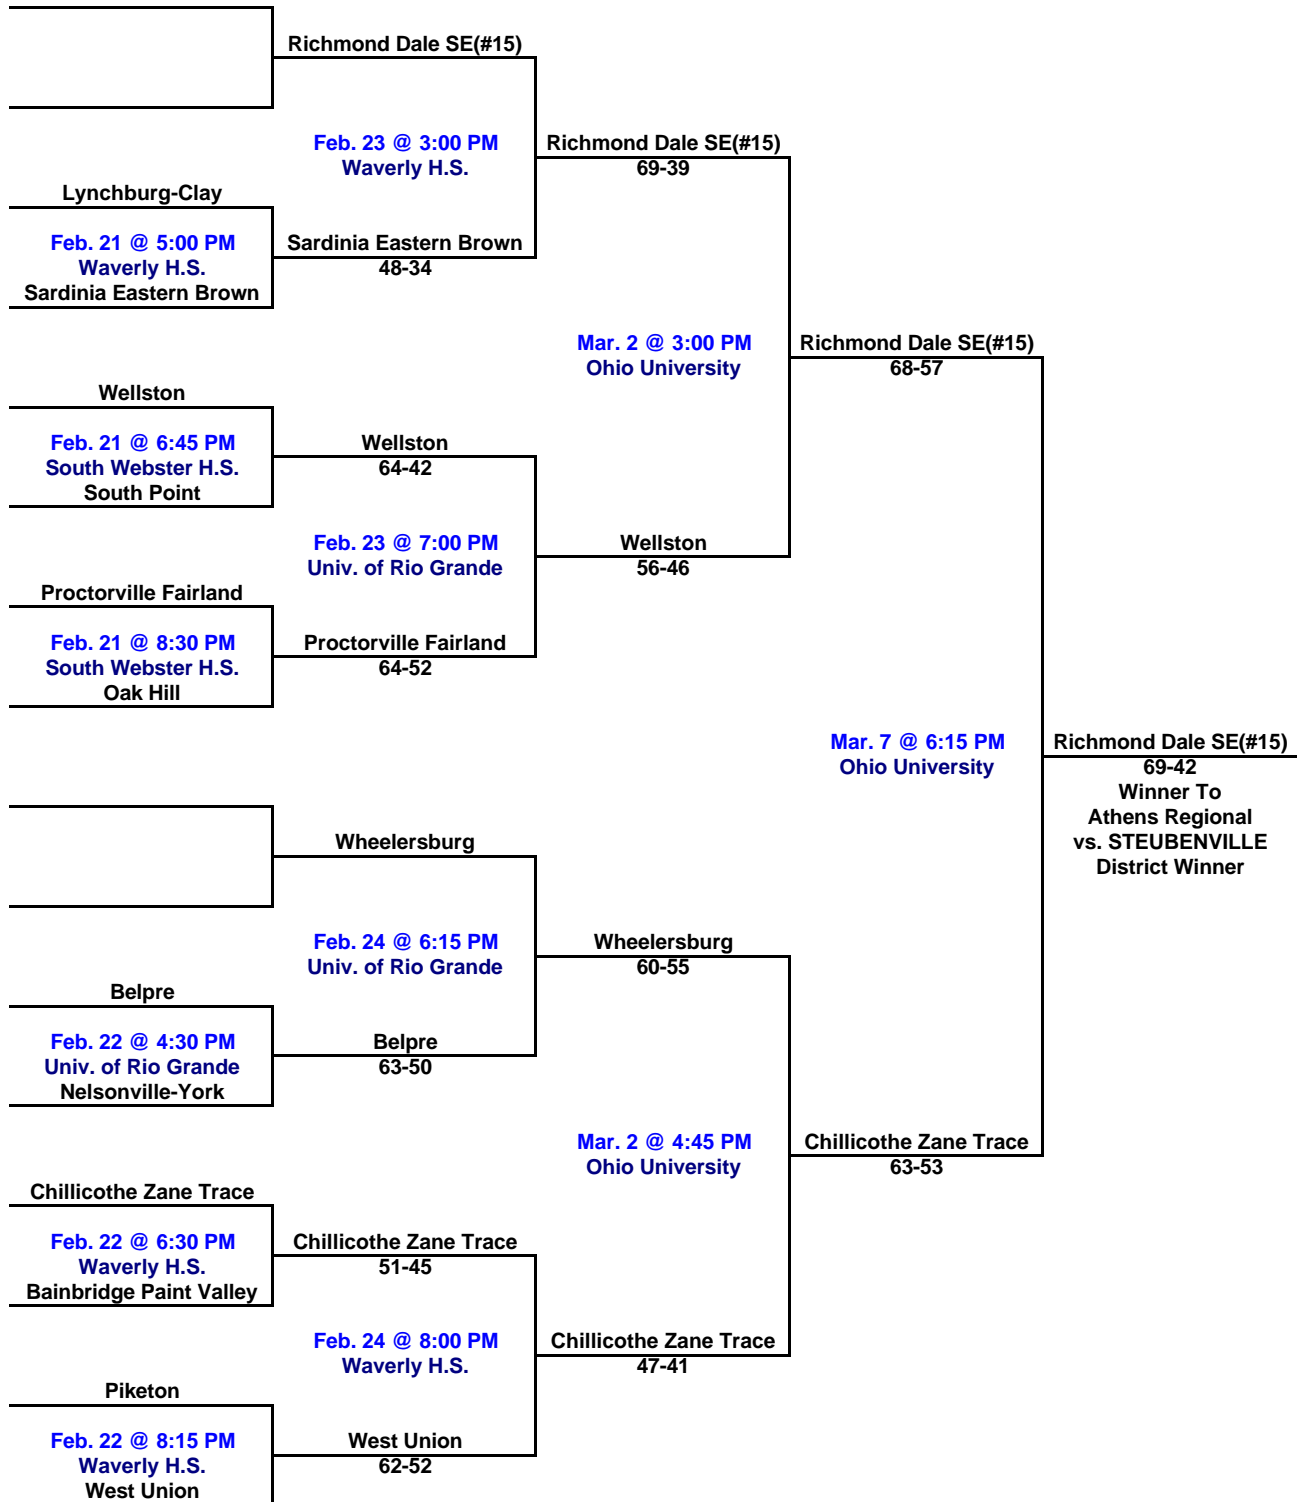 Richmond Dale SE(#15)
Feb. 23 @ 3:00 PM
Waverly H.S.
Richmond Dale SE(#15)
69-39
Lynchburg-Clay
Feb. 21 @ 5:00 PM
Waverly H.S.
Sardinia Eastern Brown
Sardinia Eastern Brown
48-34
Mar. 2 @ 3:00 PM
Ohio University
Richmond Dale SE(#15)
68-57
Wellston
Feb. 21 @ 6:45 PM
South Webster H.S.
South Point
Wellston
64-42
Feb. 23 @ 7:00 PM
Univ. of Rio Grande
Wellston
56-46
Proctorville Fairland
Feb. 21 @ 8:30 PM
South Webster H.S.
Oak Hill
Proctorville Fairland
64-52
Mar. 7 @ 6:15 PM
Ohio University
Richmond Dale SE(#15)
69-42
Winner To
Athens Regional
vs. STEUBENVILLE
District Winner
Wheelersburg
Feb. 24 @ 6:15 PM
Univ. of Rio Grande
Wheelersburg
60-55
Belpre
Feb. 22 @ 4:30 PM
Univ. of Rio Grande
Nelsonville-York
Belpre
63-50
Mar. 2 @ 4:45 PM
Ohio University
Chillicothe Zane Trace
63-53
Chillicothe Zane Trace
Feb. 22 @ 6:30 PM
Waverly H.S.
Bainbridge Paint Valley
Chillicothe Zane Trace
51-45
Feb. 24 @ 8:00 PM
Waverly H.S.
Chillicothe Zane Trace
47-41
Piketon
Feb. 22 @ 8:15 PM
Waverly H.S.
West Union
West Union
62-52